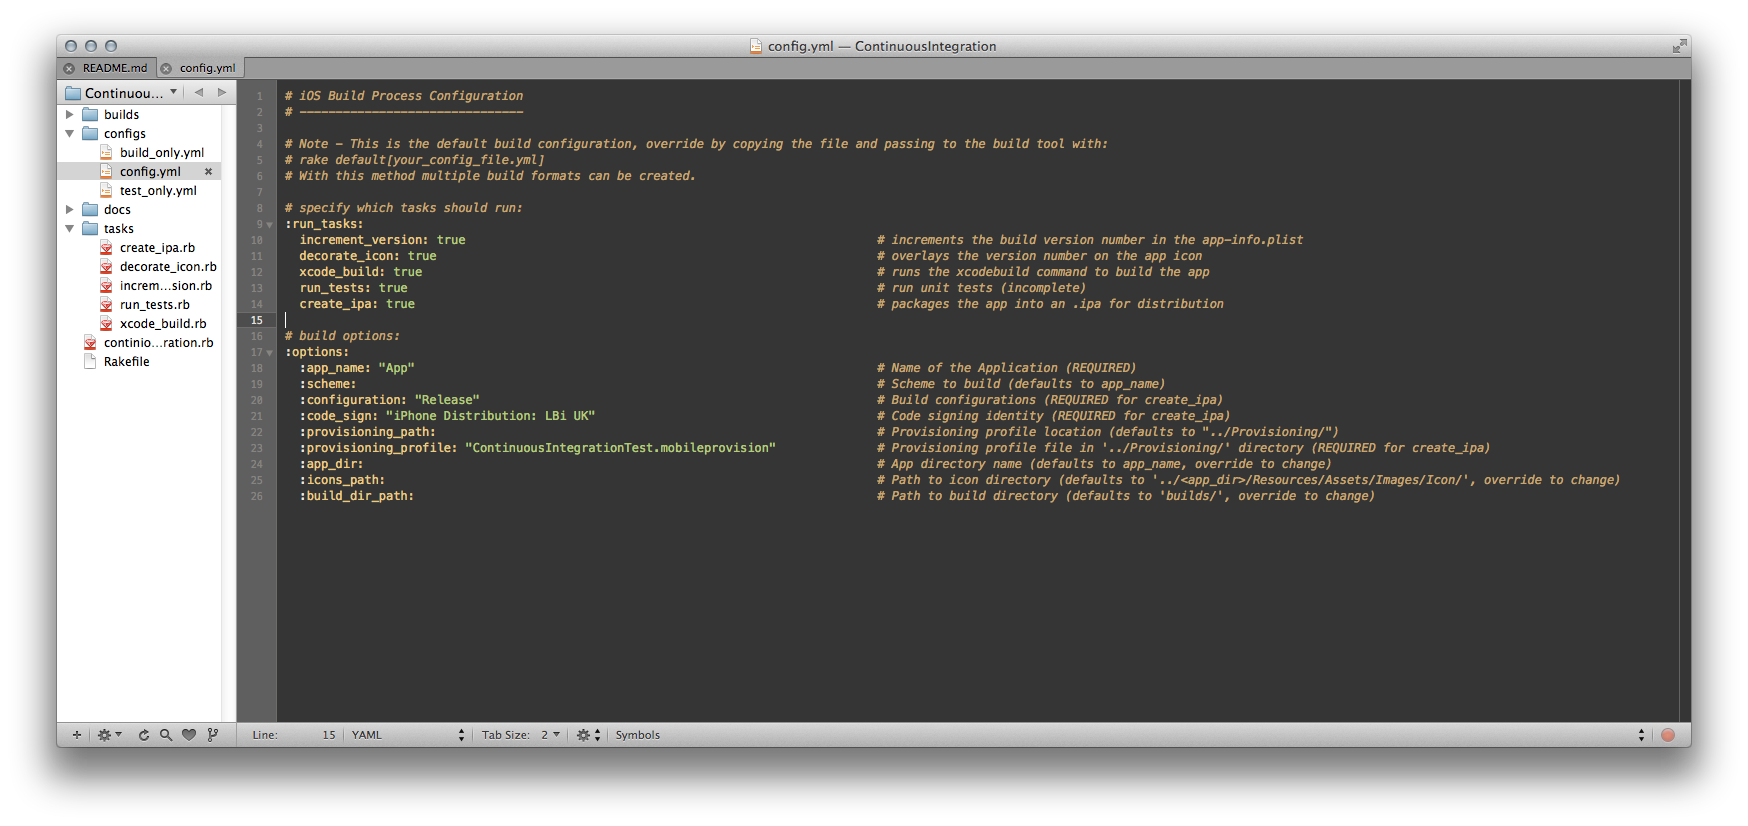 config.yml — ContinuousIntegration
README.md
config.yml
Continuou...
builds
configs
build_only.yml
config.yml
test_only.yml
docs
tasks
create_ipa.rb
decorate_icon.rb
increm...sion.rb
run_tests.rb
xcode_build.rb
continio...ration.rb
Rakefile
1 # iOS Build Process Configuration
2 # -------------------------------
3
4 # Note - This is the default build configuration, override by copying the file and passing to the build tool with:
5 # rake default[your_config_file.yml]
6 # With this method multiple build formats can be created.
7
8 # specify which tasks should run:
9 :run_tasks:
10 increment_version: true # increments the build version number in the app-info.plist
11 decorate_icon: true # overlays the version number on the app icon
12 xcode_build: true # runs the xcodebuild command to build the app
13 run_tests: true # run unit tests (incomplete)
14 create_ipa: true # packages the app into an .ipa for distribution
15
16 # build options:
17 :options:
18 :app_name: "App" # Name of the Application (REQUIRED)
19 :scheme: # Scheme to build (defaults to app_name)
20 :configuration: "Release" # Build configurations (REQUIRED for create_ipa)
21 :code_sign: "iPhone Distribution: LBi UK" # Code signing identity (REQUIRED for create_ipa)
22 :provisioning_path: # Provisioning profile location (defaults to "../Provisioning/")
23 :provisioning_profile: "ContinuousIntegrationTest.mobileprovision" # Provisioning profile file in '../Provisioning/' directory (REQUIRED for create_ipa)
24 :app_dir: # App directory name (defaults to app_name, override to change)
25 :icons_path: # Path to icon directory (defaults to '../<app_dir>/Resources/Assets/Images/Icon/', override to change)
26 :build_dir_path: # Path to build directory (defaults to 'builds/', override to change)
Line: 15 YAML Tab Size: 2 Symbols